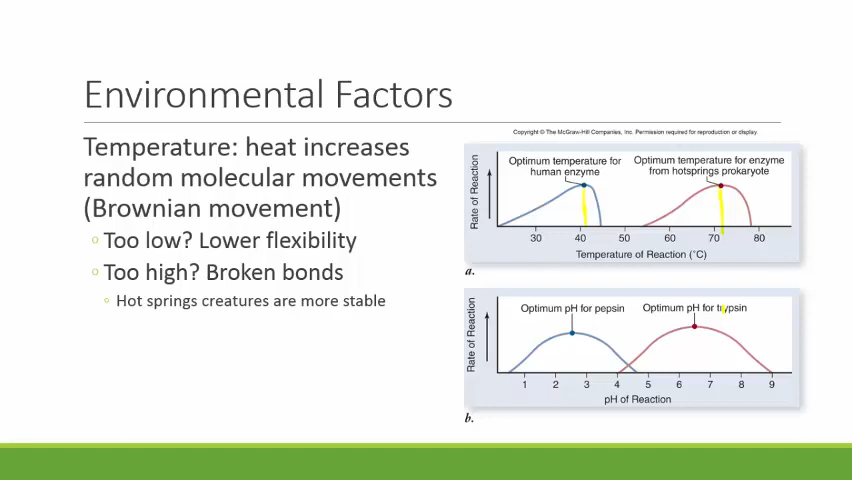 Environmental Factors
Temperature: heat increases
random molecular movements
(Brownian movement)
Too low? Lower flexibility
Too high? Broken bonds
Hot springs creatures are more stable
Copyright © The McGraw-Hill Companies, Inc. Permission required for reproduction or display.
Rate of Reaction
Optimum temperature for
human enzyme
Optimum temperature for enzyme
from hotsprings prokaryote
30 40 50 60 70 80
Temperature of Reaction (°C)
a.
Rate of Reaction
Optimum pH for pepsin
Optimum pH for trypsin
1 2 3 4 5 6 7 8 9
pH of Reaction
b.